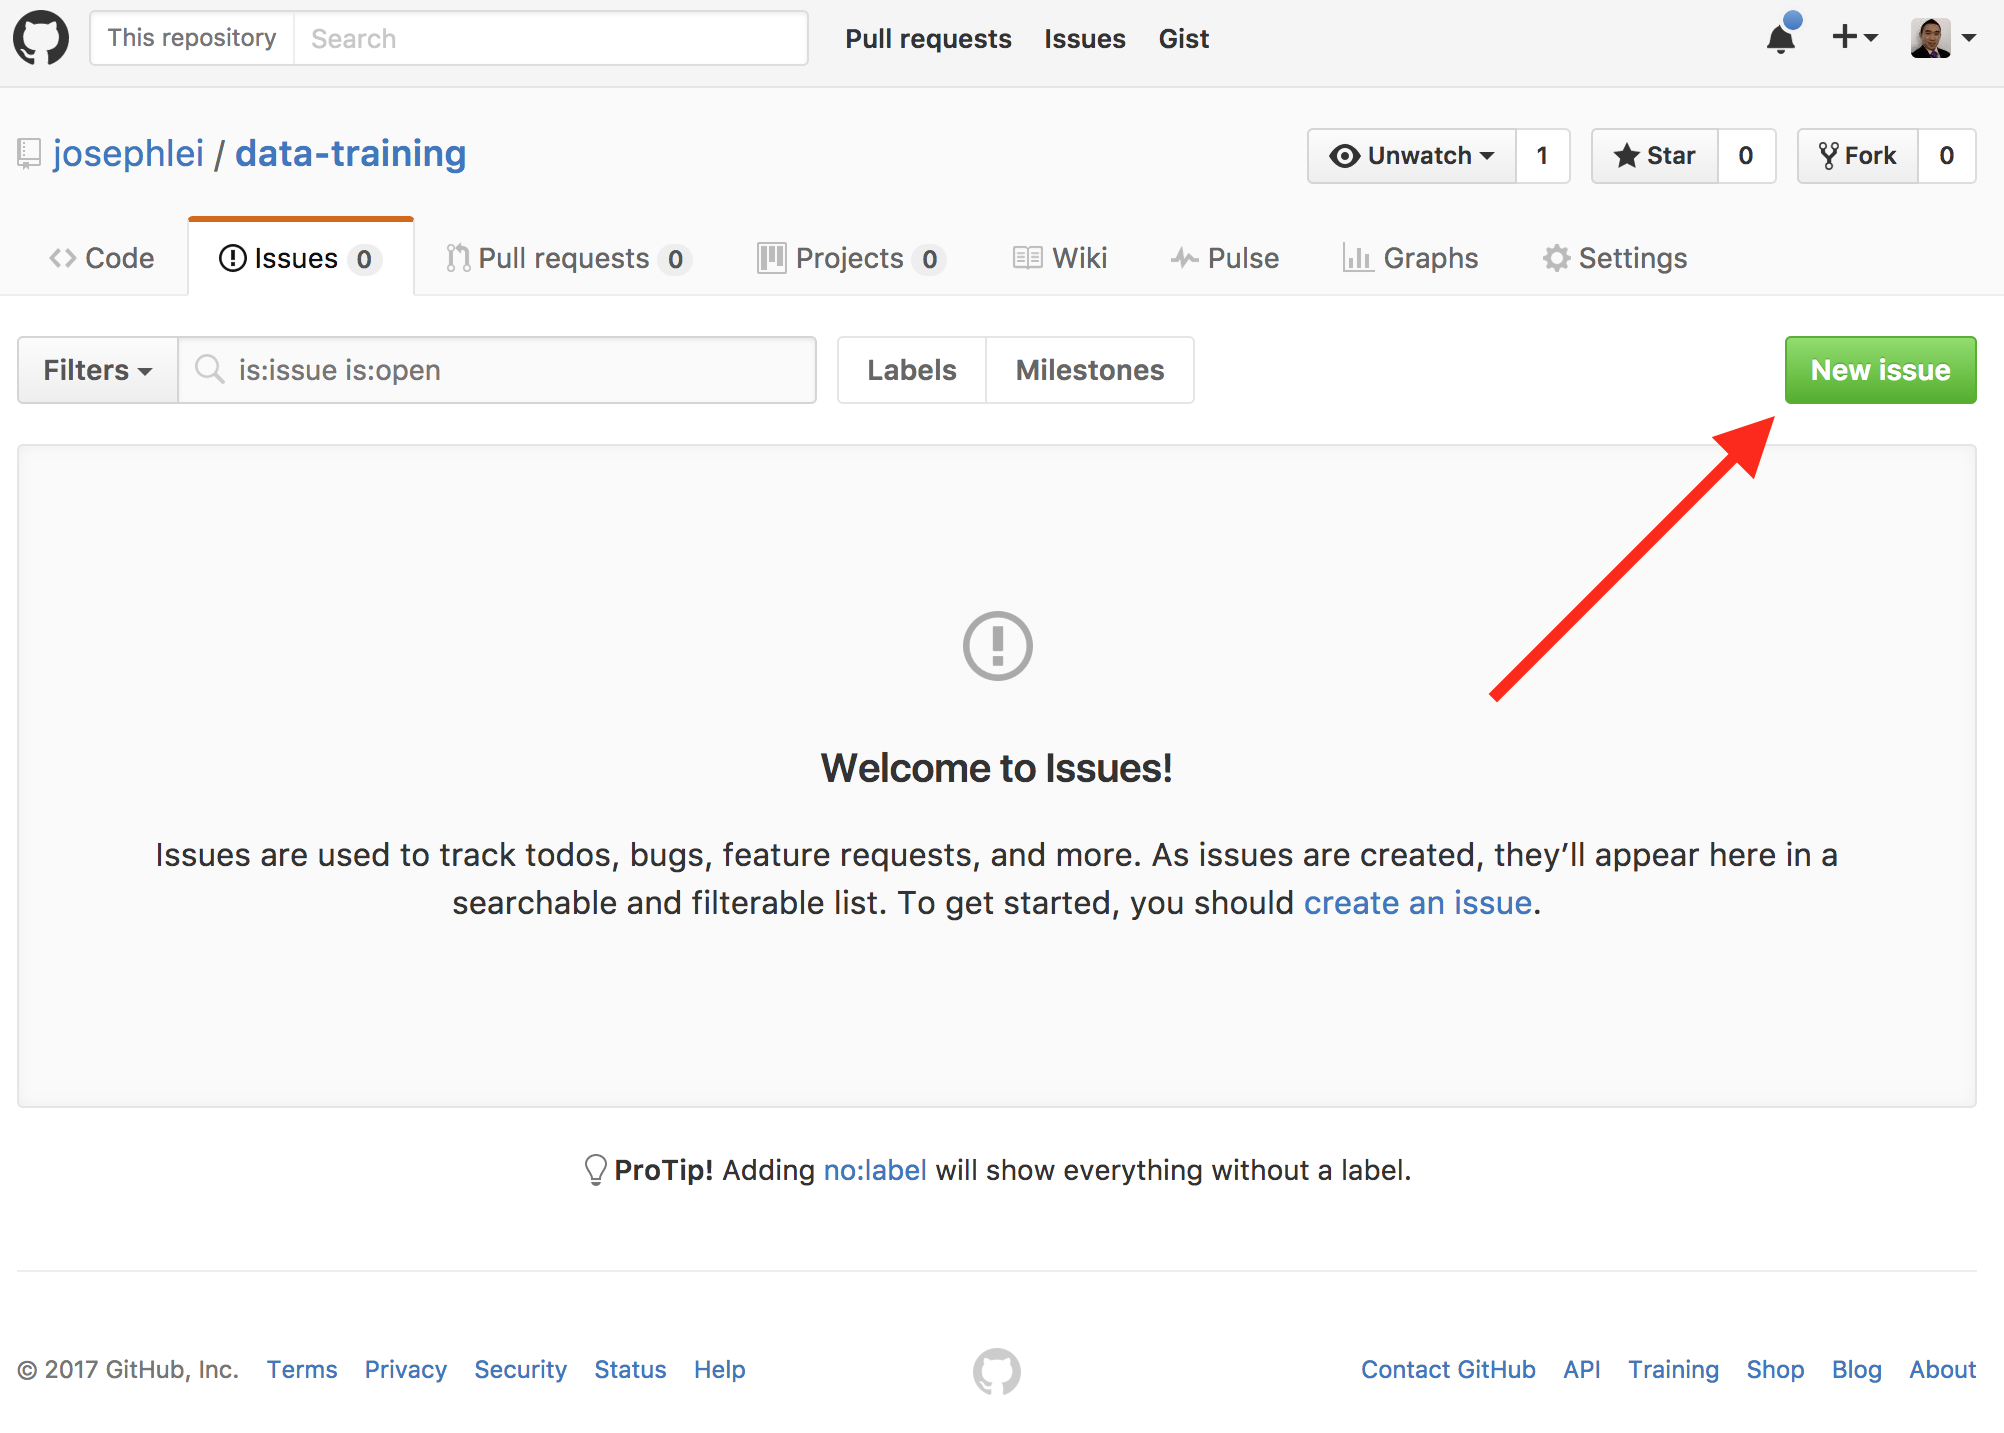 This repository Search Pull requests Issues Gist
josephlei / data-training Unwatch 1 Star 0 Fork 0
Code Issues 0 Pull requests 0 Projects 0 Wiki Pulse Graphs Settings
Filters is:issue is:open Labels Milestones New issue
Welcome to Issues!
Issues are used to track todos, bugs, feature requests, and more. As issues are created, they’ll appear here in a
searchable and filterable list. To get started, you should create an issue.
ProTip! Adding no:label will show everything without a label.
© 2017 GitHub, Inc. Terms Privacy Security Status Help Contact GitHub API Training Shop Blog About